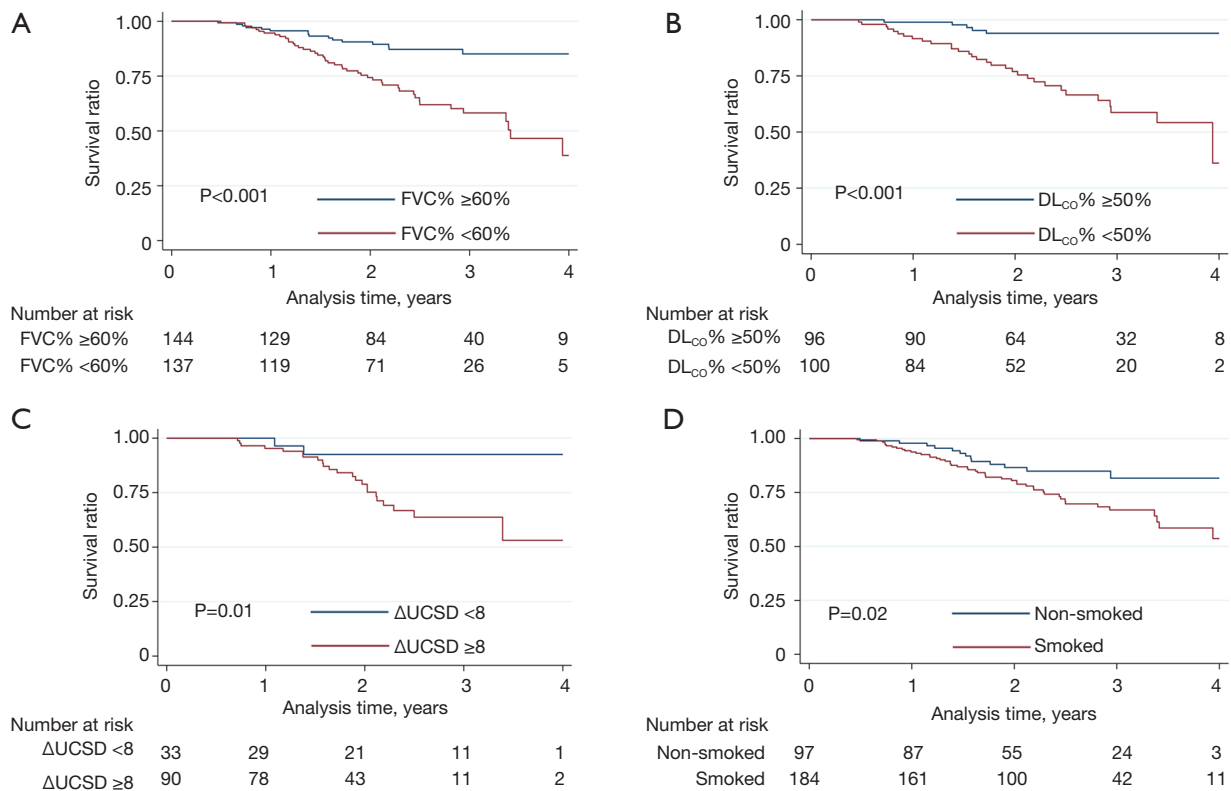 A
1.00
0.75
0.50
0.25
0
Survival ratio
P<0.001
FVC% ≥60%
FVC% <60%
0 1 2 3 4
Analysis time, years
Number at risk
FVC% ≥60% 144 129 84 40 9
FVC% <60% 137 119 71 26 5
B
1.00
0.75
0.50
0.25
0
Survival ratio
P<0.001
DLCO% ≥50%
DLCO% <50%
0 1 2 3 4
Analysis time, years
Number at risk
DLCO% ≥50% 96 90 64 32 8
DLCO% <50% 100 84 52 20 2
C
1.00
0.75
0.50
0.25
0
Survival ratio
P=0.01
ΔUCSD <8
ΔUCSD ≥8
0 1 2 3 4
Analysis time, years
Number at risk
ΔUCSD <8 33 29 21 11 1
ΔUCSD ≥8 90 78 43 11 2
D
1.00
0.75
0.50
0.25
0
Survival ratio
P=0.02
Non-smoked
Smoked
0 1 2 3 4
Analysis time, years
Number at risk
Non-smoked 97 87 55 24 3
Smoked 184 161 100 42 11